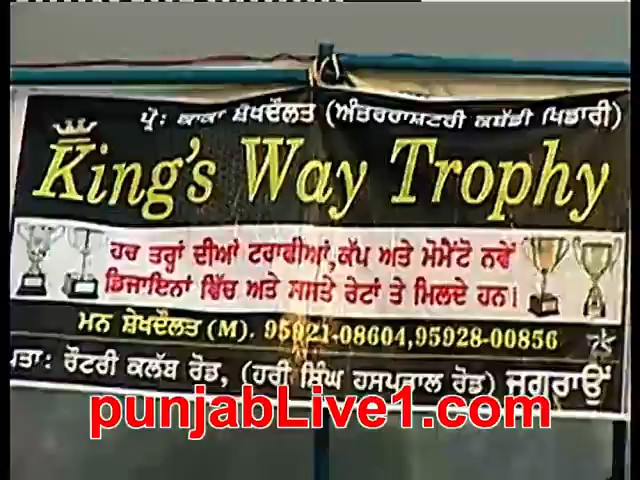 ਪ੍ਰੋ: ਕਾਕਾ ਸ਼ੇਖਦੌਲਤ (ਅੰਤਰਰਾਸ਼ਟਰੀ ਕਬੱਡੀ ਖਿਡਾਰੀ)
King's Way Trophy
ਹਰ ਤਰ੍ਹਾਂ ਦੀਆਂ ਟਰਾਫੀਆਂ,ਕੱਪ ਅਤੇ ਮੋਮੈਂਟੋ ਨਵੇਂ
ਡਿਜਾਇਨਾਂ ਵਿੱਚ ਅਤੇ ਸਸਤੇ ਰੇਟਾਂ ਤੇ ਮਿਲਦੇ ਹਨ।
ਮਨ ਸ਼ੇਖਦੌਲਤ (M). 95921-08604,95928-00856
ਪਤਾ: ਰੌਟਰੀ ਕਲੱਬ ਰੋਡ, (ਹਰੀ ਸਿੰਘ ਹਸਪਤਾਲ ਰੋਡ) ਜਗਰਾਉਂ
punjabLive1.com